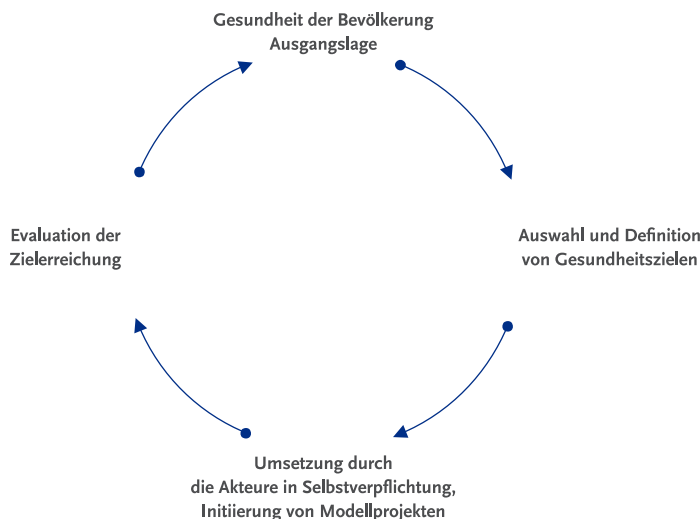 Gesundheit der Bevölkerung
Ausgangslage
Auswahl und Definition
von Gesundheitszielen
Umsetzung durch
die Akteure in Selbstverpflichtung,
Initiierung von Modellprojekten
Evaluation der
Zielerreichung